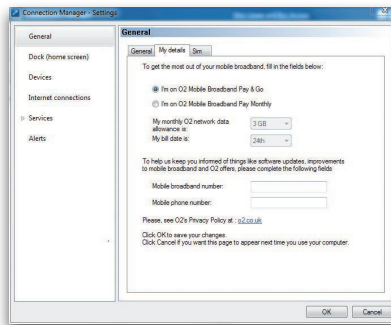 Connection Manager - Settings
General
Dock (home screen)
Devices
Internet connections
Services
Alerts
General
General My details Sim
To get the most out of your mobile broadband, fill in the fields below:
I'm on O2 Mobile Broadband Pay & Go
I'm on O2 Mobile Broadband Pay Monthly
My monthly O2 network data
allowance is:
3 GB
My bill date is:
24th
To help us keep you informed of things like software updates, improvements
to mobile broadband and O2 offers, please complete the following fields
Mobile broadband number:
Mobile phone number:
Please, see O2's Privacy Policy at : o2.co.uk
Click OK to save your changes.
Click Cancel if you want this page to appear next time you use your computer.
OK Cancel